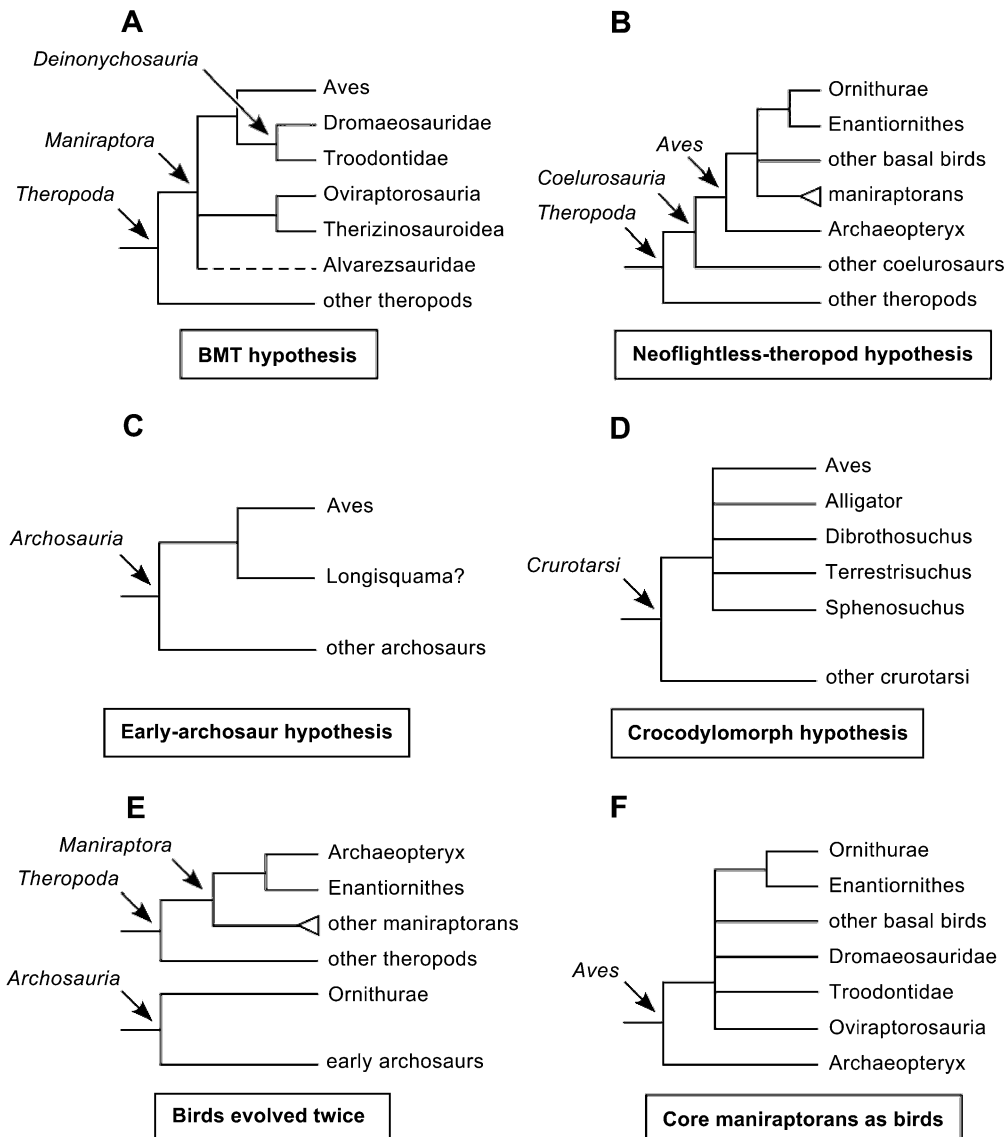 A
Deinonychosauria
Maniraptora
Theropoda
Aves
Dromaeosauridae
Troodontidae
Oviraptorosauria
Therizinosauroidea
Alvarezsauridae
other theropods
BMT hypothesis
B
Aves
Coelurosauria
Theropoda
Ornithurae
Enantiornithes
other basal birds
maniraptorans
Archaeopteryx
other coelurosaurs
other theropods
Neoflightless-theropod hypothesis
C
Archosauria
Aves
Longisquama?
other archosaurs
Early-archosaur hypothesis
D
Crurotarsi
Aves
Alligator
Dibrothosuchus
Terrestrisuchus
Sphenosuchus
other crurotarsi
Crocodylomorph hypothesis
E
Maniraptora
Theropoda
Archosauria
Archaeopteryx
Enantiornithes
other maniraptorans
other theropods
Ornithurae
early archosaurs
Birds evolved twice
F
Aves
Ornithurae
Enantiornithes
other basal birds
Dromaeosauridae
Troodontidae
Oviraptorosauria
Archaeopteryx
Core maniraptorans as birds